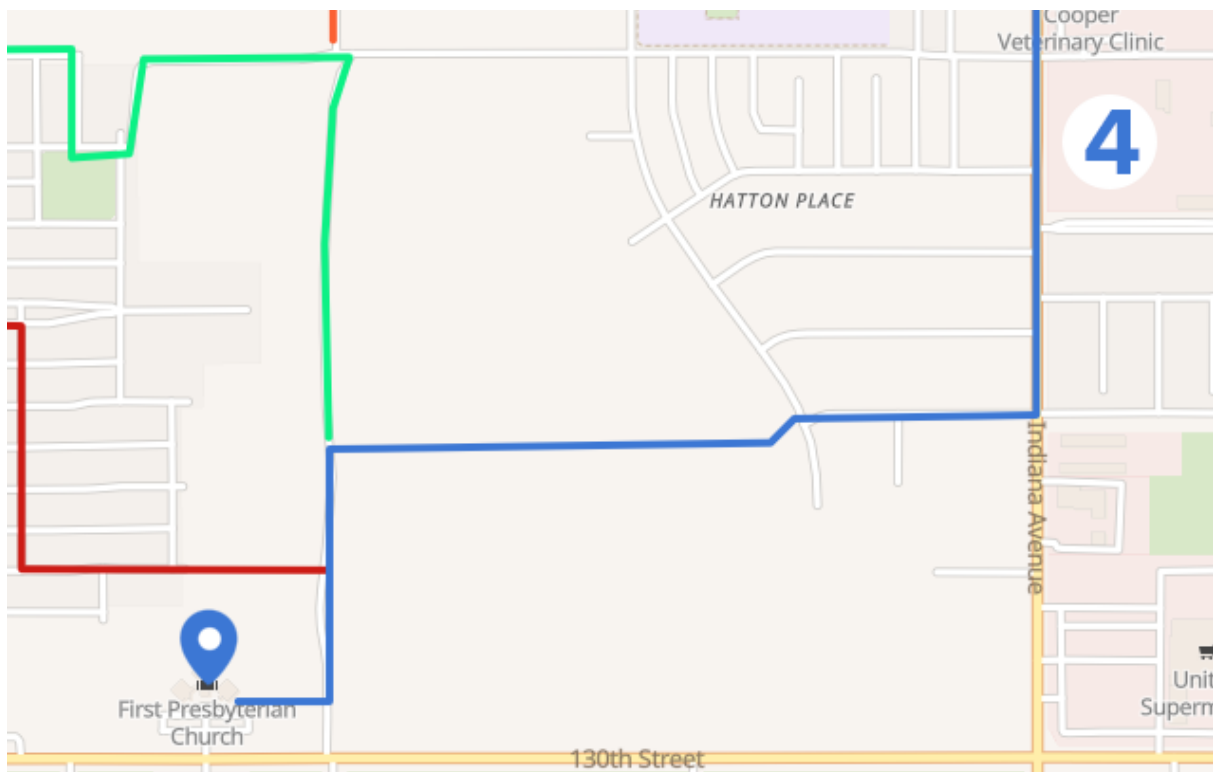 Cooper
Veterinary Clinic
4
HATTON PLACE
Indiana Avenue
First Presbyterian
Church
130th Street